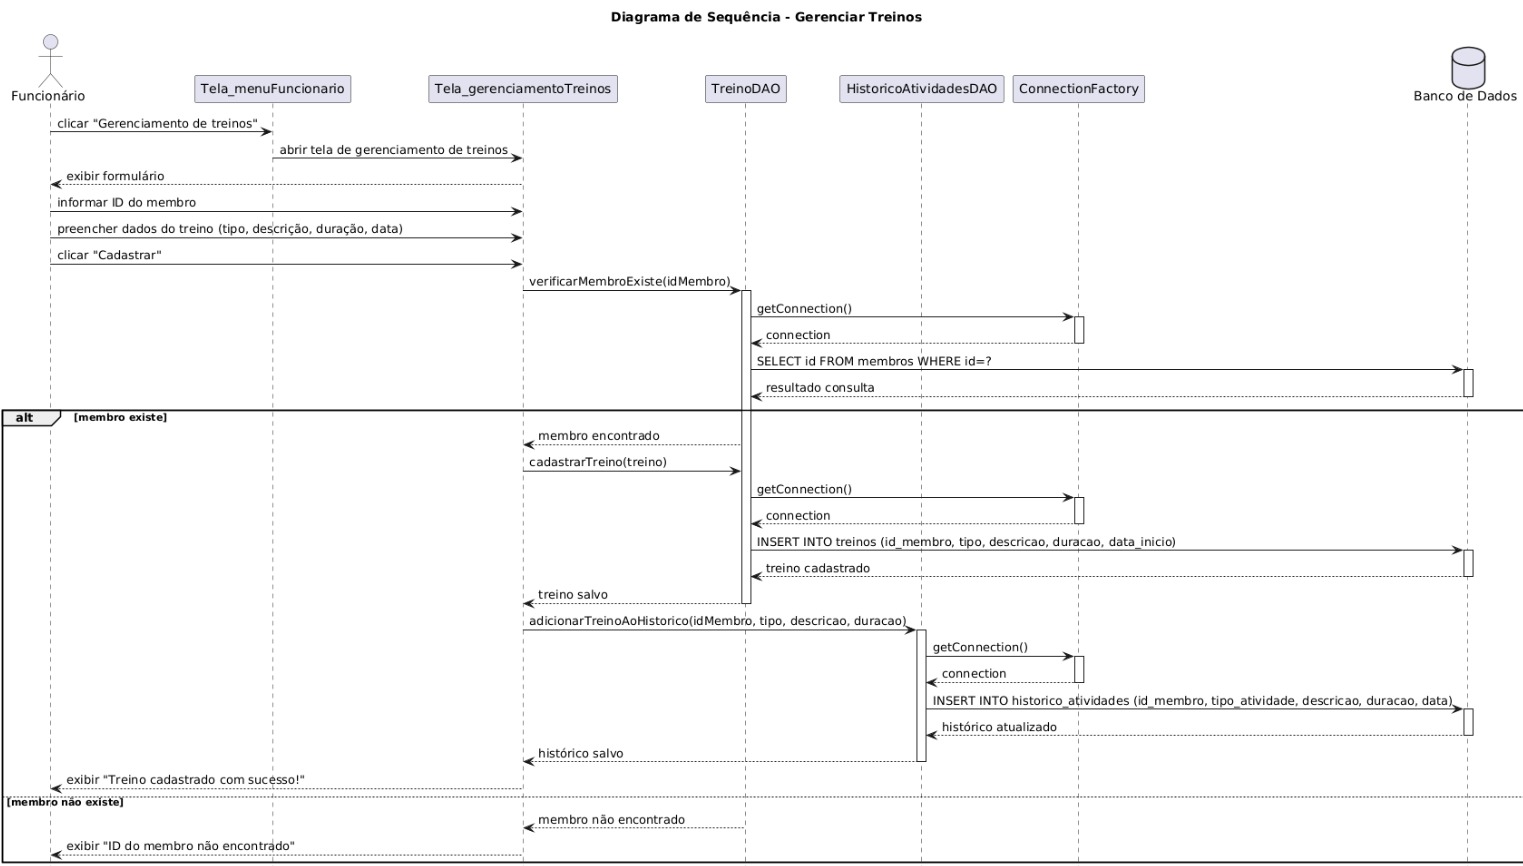 Diagrama de Sequência - Gerenciar Treinos
Funcionário
Tela_menuFuncionario
Tela_gerenciamentoTreinos
TreinoDAO
HistoricoAtividadesDAO
ConnectionFactory
Banco de Dados
clicar "Gerenciamento de treinos"
abrir tela de gerenciamento de treinos
exibir formulário
informar ID do membro
preencher dados do treino (tipo, descrição, duração, data)
clicar "Cadastrar"
verificarMembroExiste(idMembro)
getConnection()
connection
SELECT id FROM membros WHERE id=?
resultado consulta
alt [membro existe]
membro encontrado
cadastrarTreino(treino)
getConnection()
connection
INSERT INTO treinos (id_membro, tipo, descricao, duracao, data_inicio)
treino cadastrado
treino salvo
adicionarTreinoAoHistorico(idMembro, tipo, descricao, duracao)
getConnection()
connection
INSERT INTO historico_atividades (id_membro, tipo_atividade, descricao, duracao, data)
histórico atualizado
histórico salvo
exibir "Treino cadastrado com sucesso!"
[membro não existe]
membro não encontrado
exibir "ID do membro não encontrado"